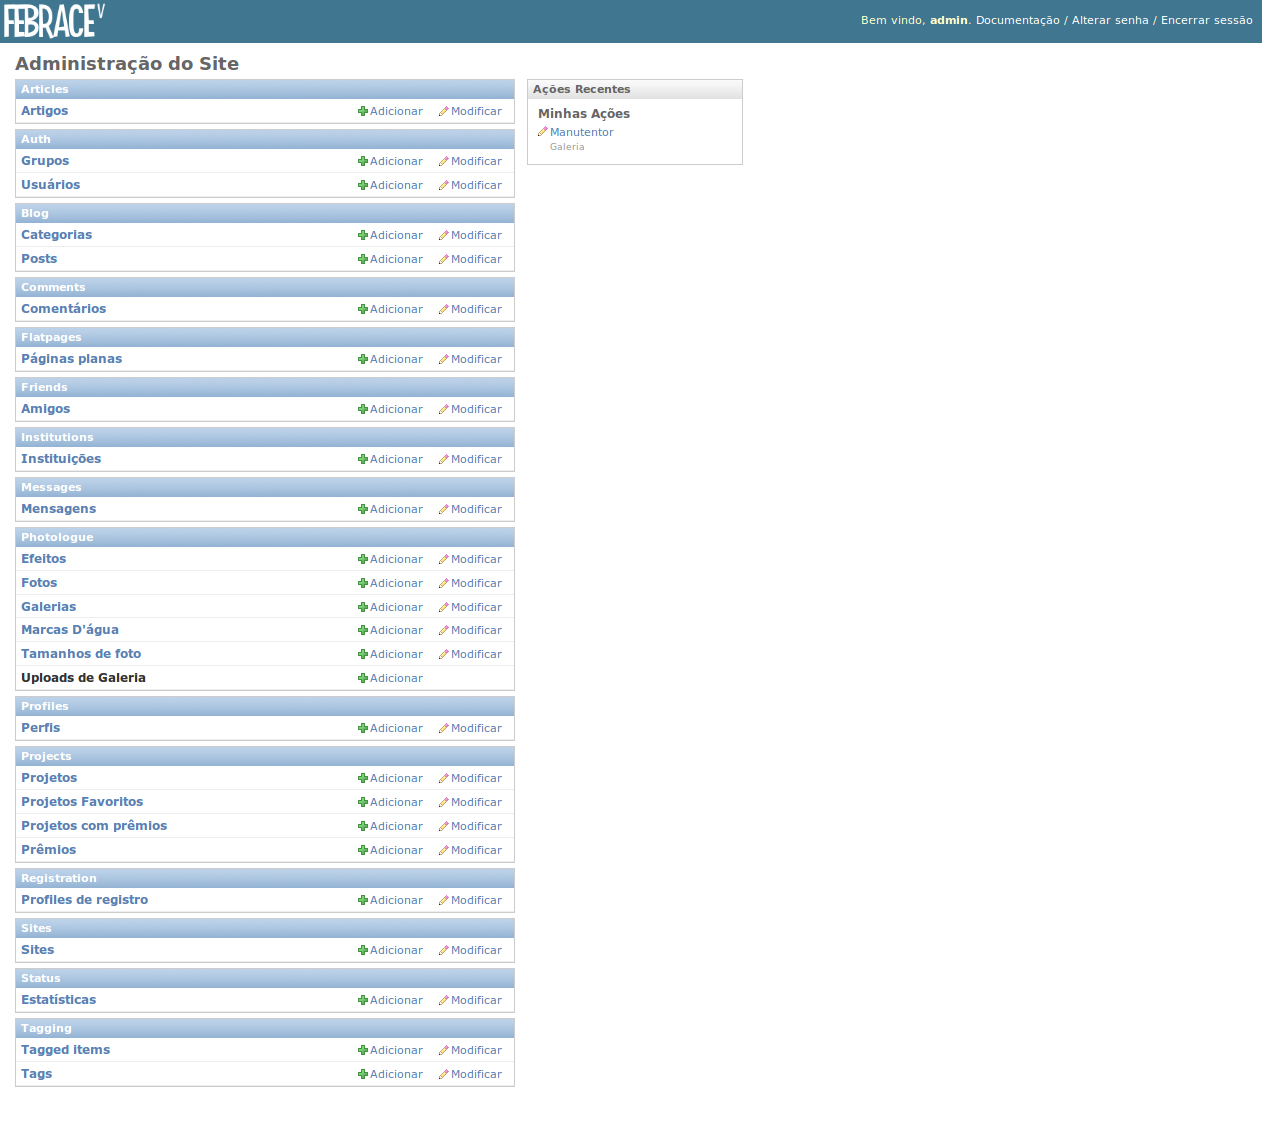 FEBRACE V
Bem vindo, admin. Documentação / Alterar senha / Encerrar sessão
Administração do Site
Articles
Artigos Adicionar Modificar
Auth
Grupos Adicionar Modificar
Usuários Adicionar Modificar
Blog
Categorias Adicionar Modificar
Posts Adicionar Modificar
Comments
Comentários Adicionar Modificar
Flatpages
Páginas planas Adicionar Modificar
Friends
Amigos Adicionar Modificar
Institutions
Instituições Adicionar Modificar
Messages
Mensagens Adicionar Modificar
Photologue
Efeitos Adicionar Modificar
Fotos Adicionar Modificar
Galerias Adicionar Modificar
Marcas D'água Adicionar Modificar
Tamanhos de foto Adicionar Modificar
Uploads de Galeria Adicionar
Profiles
Perfis Adicionar Modificar
Projects
Projetos Adicionar Modificar
Projetos Favoritos Adicionar Modificar
Projetos com prêmios Adicionar Modificar
Prêmios Adicionar Modificar
Registration
Profiles de registro Adicionar Modificar
Sites
Sites Adicionar Modificar
Status
Estatísticas Adicionar Modificar
Tagging
Tagged items Adicionar Modificar
Tags Adicionar Modificar
Ações Recentes
Minhas Ações
Manutentor
Galeria